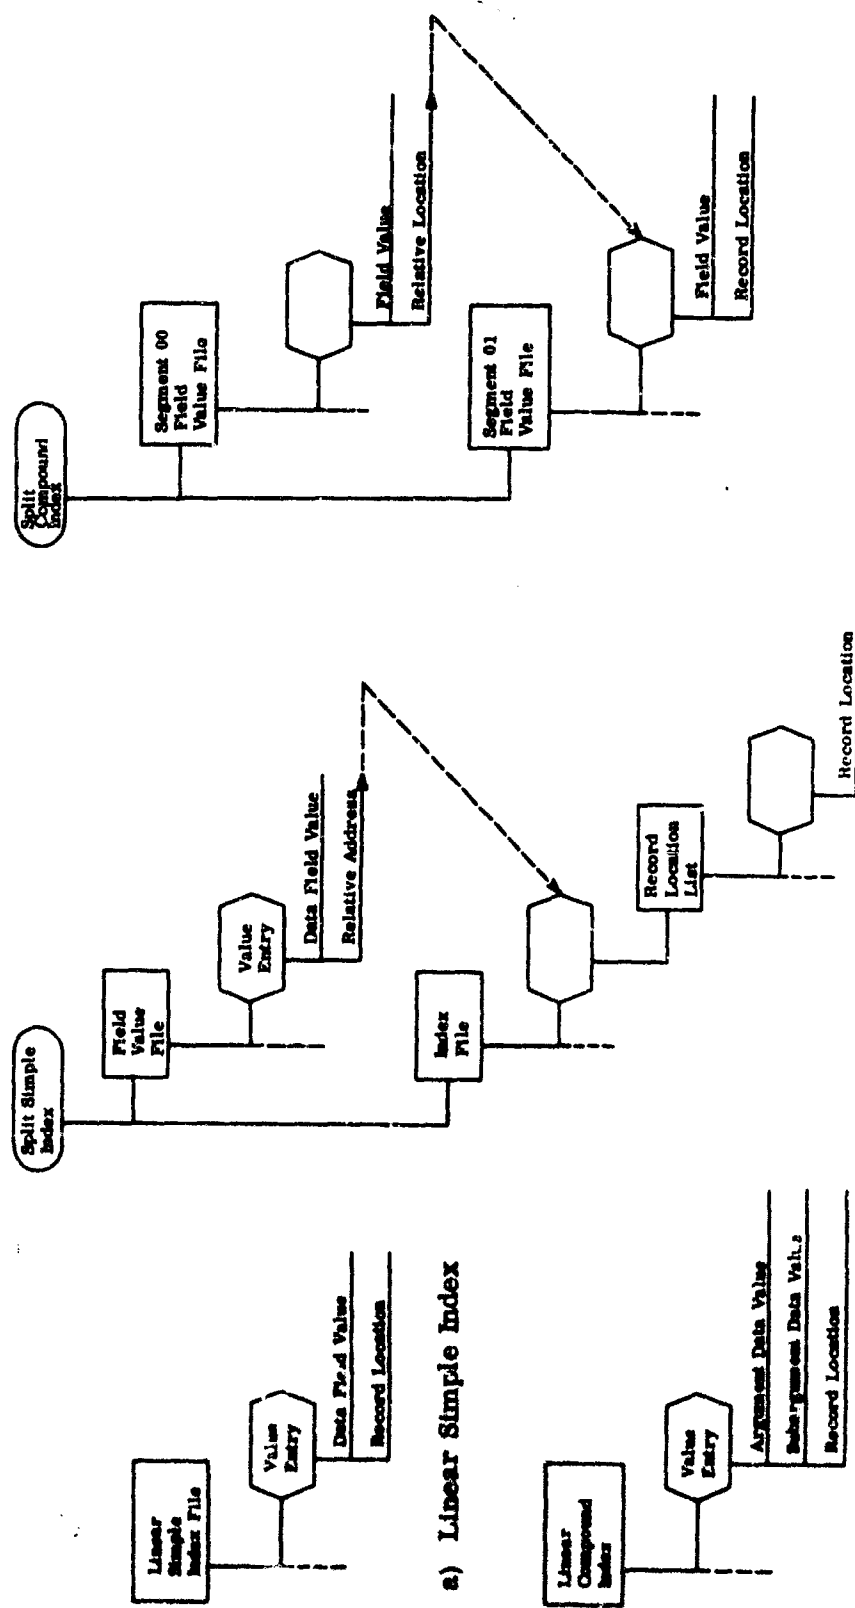 Linear
Simple
Index File
Value
Entry
Data Field Value
Record Location
a) Linear Simple Index
Linear
Compound
Index
Value
Entry
Argument Data Value
Subargument Data Value
Record Location
Split Simple
Index
Field
Value
File
Value
Entry
Data Field Value
Relative Address
Index
File
Record
Location
List
Record Location
Split
Compound
Index
Segment 00
Field
Value File
Field Value
Relative Location
Segment 01
Field
Value File
Field Value
Record Location